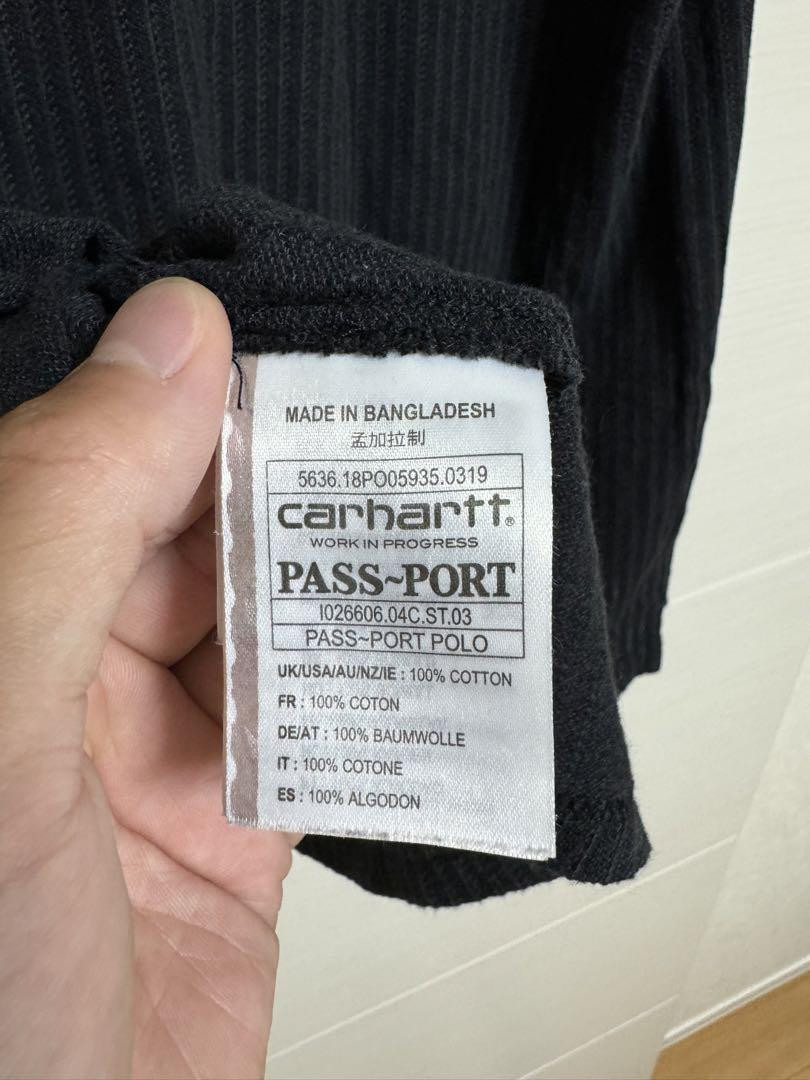 MADE IN BANGLADESH
孟加拉制
5636.18PO05935.0319
carhartt®
WORK IN PROGRESS
PASS~PORT
I026606.04C.ST.03
PASS~PORT POLO
UK/USA/AU/NZ/IE : 100% COTTON
FR : 100% COTON
DE/AT : 100% BAUMWOLLE
IT : 100% COTONE
ES : 100% ALGODON